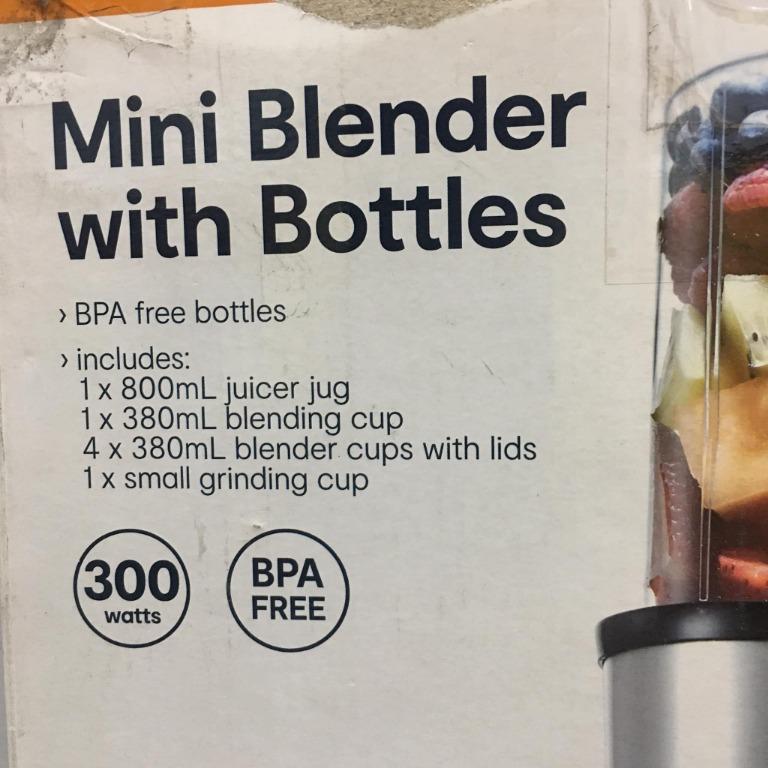 Mini Blender
with Bottles
› BPA free bottles
› includes:
1 x 800mL juicer jug
1 x 380mL blending cup
4 x 380mL blender cups with lids
1 x small grinding cup
300
watts
BPA
FREE